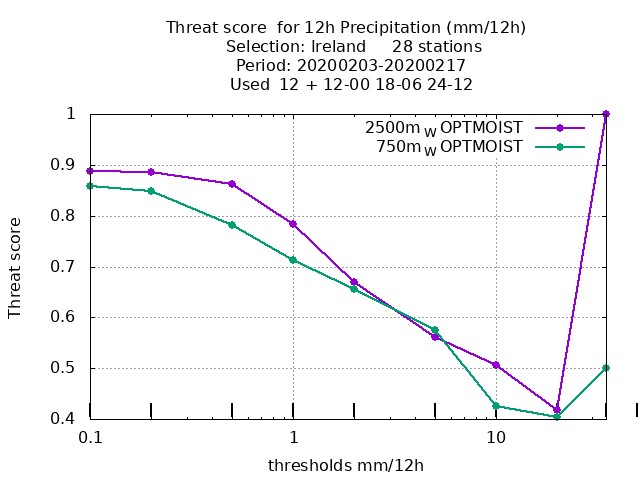 Threat score  for 12h Precipitation (mm/12h)
Selection: Ireland     28 stations
Period: 20200203-20200217
Used  12 + 12-00 18-06 24-12
2500m W OPTMOIST
750m W OPTMOIST
1
0.9
0.8
0.7
0.6
0.5
0.4
Threat score
0.1 1 10
thresholds mm/12h